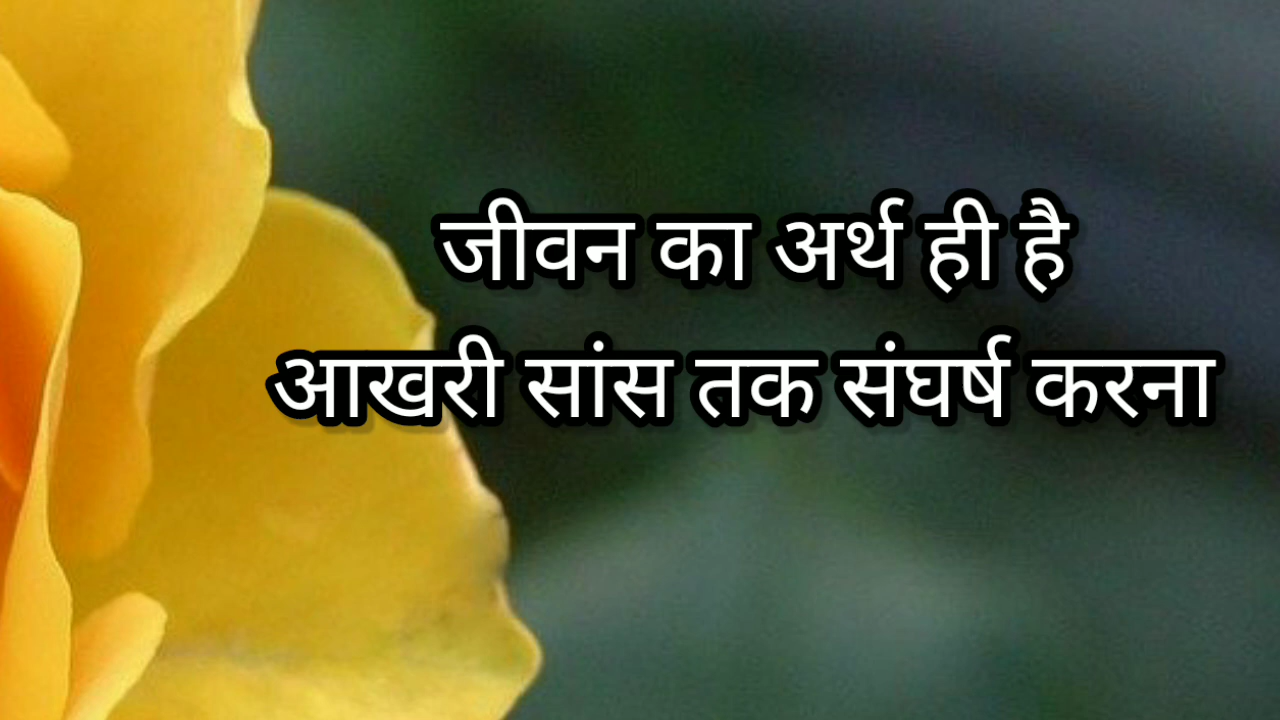 जीवन का अर्थ ही है
आखरी सांस तक संघर्ष करना